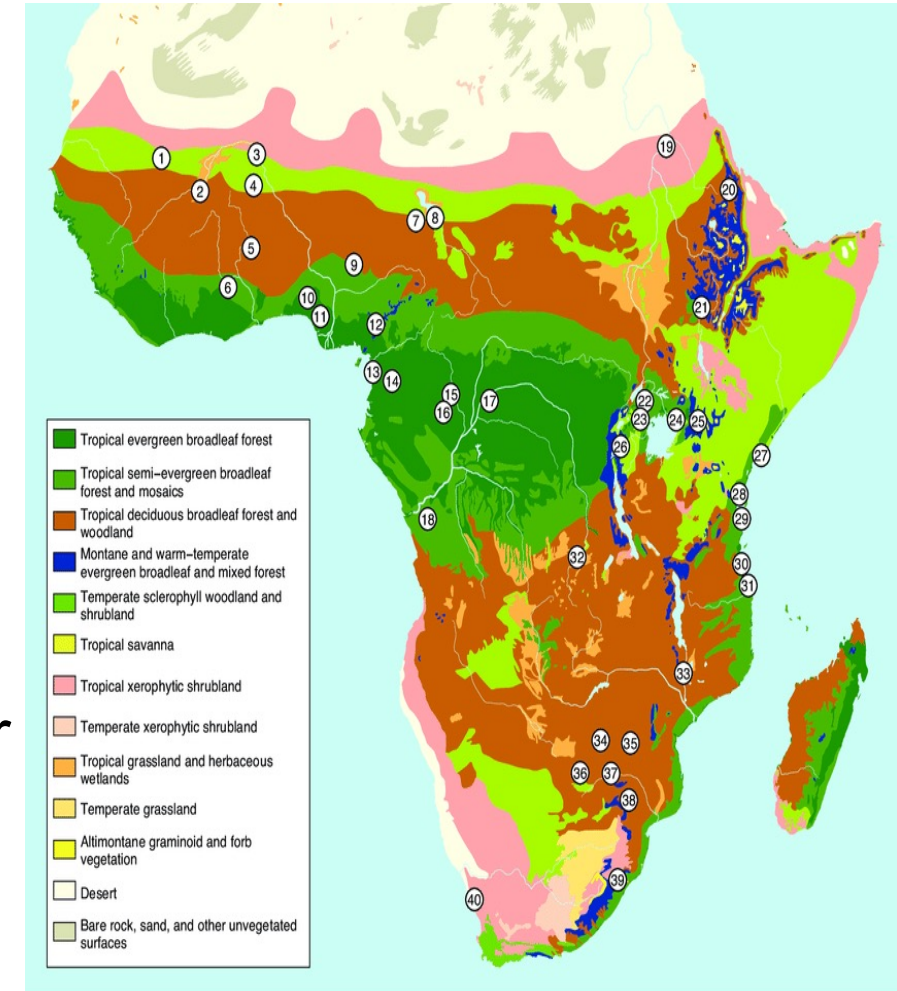 1
2
3
4
5
6
7
8
9
10
11
12
13
14
15
16
17
18
19
20
21
22
23
24
25
26
27
28
29
30
31
32
33
34
35
36
37
38
39
40
r
Tropical evergreen broadleaf forest
Tropical semi−evergreen broadleaf
forest and mosaics
Tropical deciduous broadleaf forest and
woodland
Montane and warm−temperate
evergreen broadleaf and mixed forest
Temperate sclerophyll woodland and
shrubland
Tropical savanna
Tropical xerophytic shrubland
Temperate xerophytic shrubland
Tropical grassland and herbaceous
wetlands
Temperate grassland
Altimontane graminoid and forb
vegetation
Desert
Bare rock, sand, and other unvegetated
surfaces